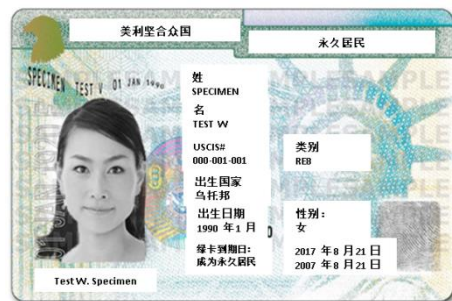 美利坚合众国
永久居民
SPECIMEN TEST V 01 JAN 1990
姓
SPECIMEN
名
TEST W
USCIS#
000-001-001
类别
RE8
出生国家
乌托邦
出生日期
1990 年 1 月
性别：
女
绿卡到期日:
2017 年 8 月 21 日
成为永久居民
2007 年 8 月 21 日
Test W. Specimen